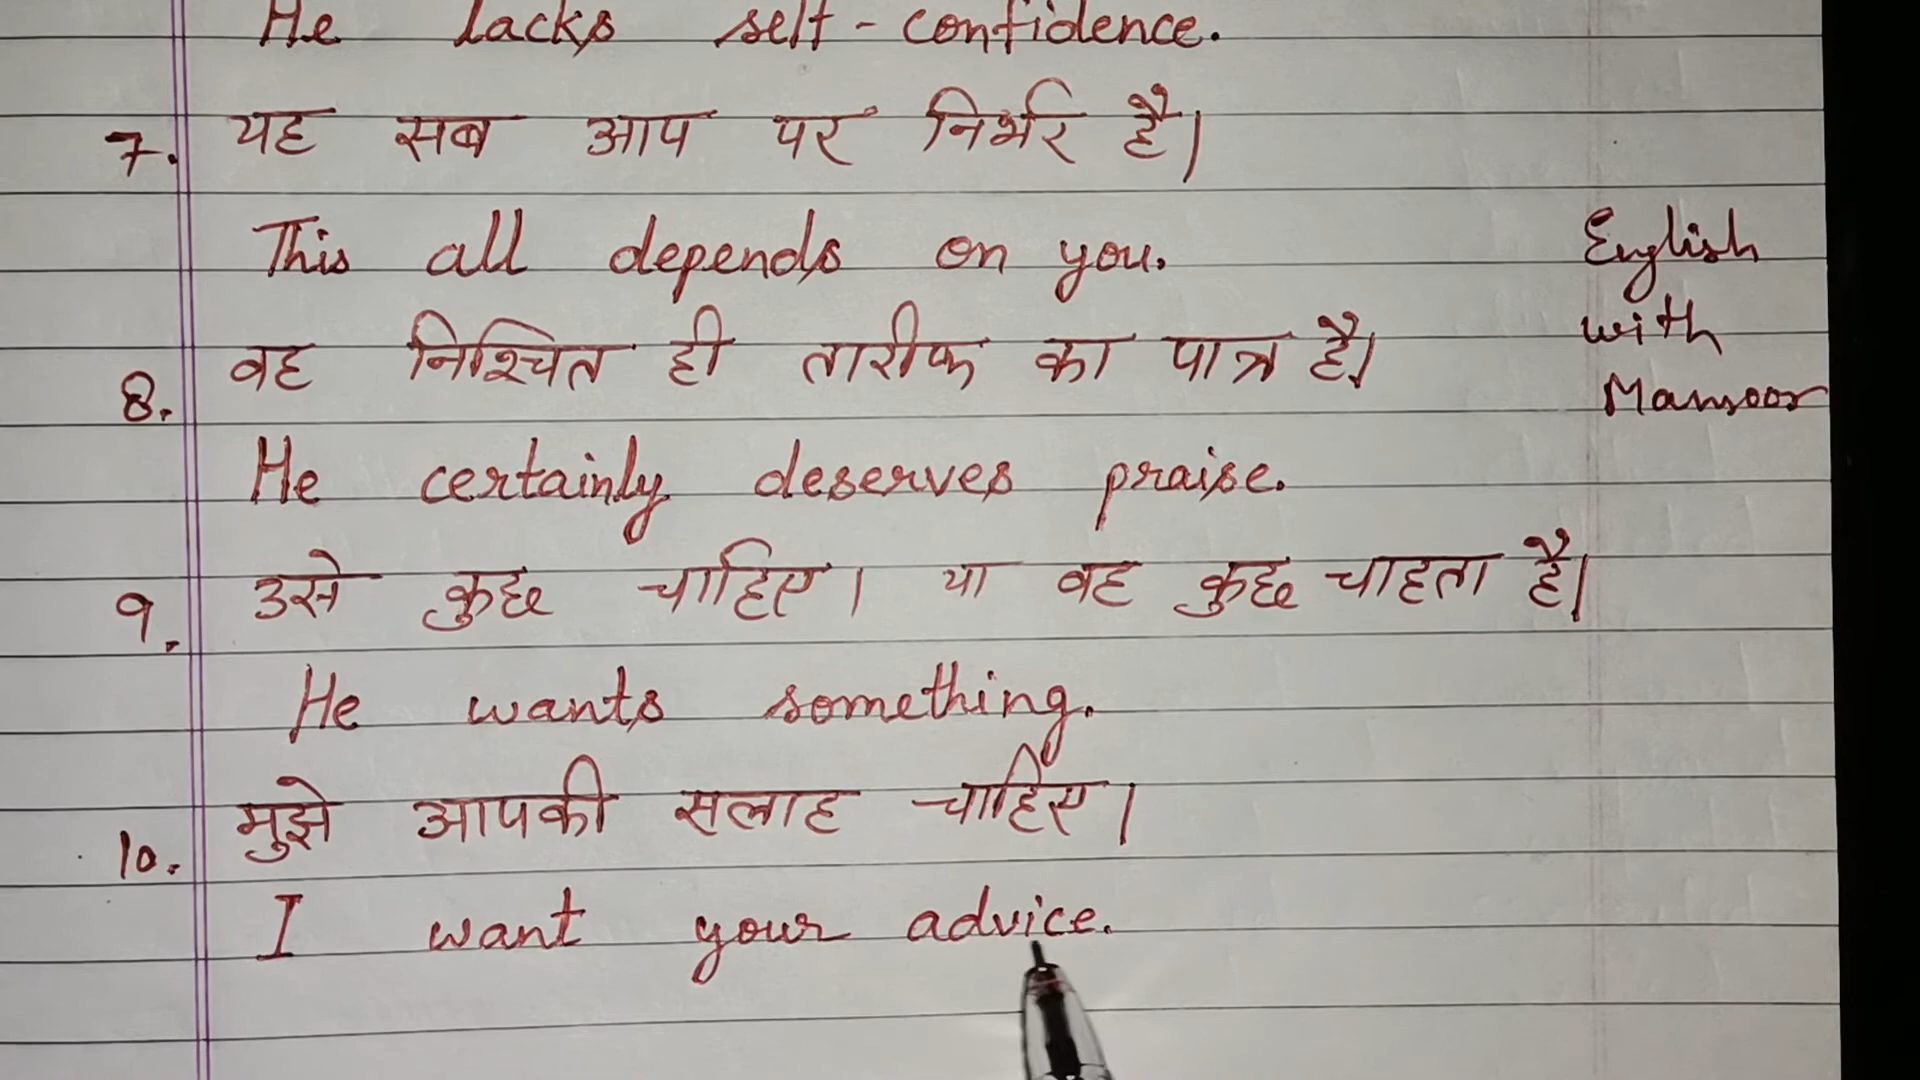 He lacks self-confidence.
7. यह सब आप पर निर्भर है।
This all depends on you.
8. वह निश्चित ही तारीफ का पात्र है।
He certainly deserves praise.
9. उसे कुछ चाहिए। या वह कुछ चाहता है।
He wants something.
10. मुझे आपकी सलाह चाहिए।
I want your advice.
English
with
Mansoor